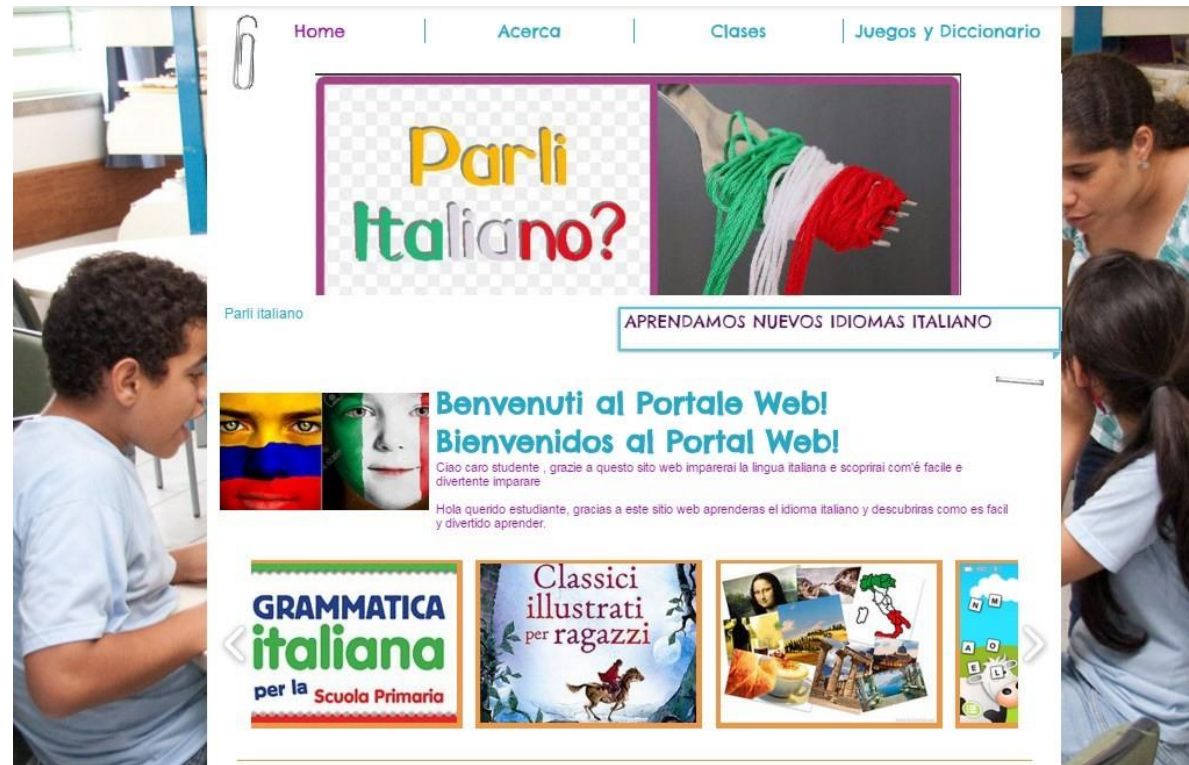 Home
Acerca
Clases
Juegos y Diccionario
Parli
Italiano?
Parli italiano
APRENDAMOS NUEVOS IDIOMAS ITALIANO
Benvenuti al Portale Web!
Bienvenidos al Portal Web!
Ciao caro studente , grazie a questo sito web imparerai la lingua italiana e scoprirai com'é facile e
divertente imparare
Hola querido estudiante, gracias a este sitio web aprenderas el idioma italiano y descubriras como es facil
y divertido aprender.
GRAMMATICA
italiana
per la Scuola Primaria
Classici
illustrati
per ragazzi
N M
A O
E L